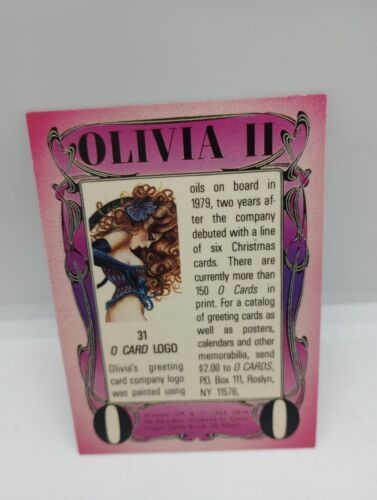 OLIVIA II
31
O CARD LOGO
Olivia's greeting
card company logo
was painted using
oils on board in
1979, two years af-
ter the company
debuted with a line
of six Christmas
cards. There are
currently more than
150 O Cards in
print. For a catalog
of greeting cards as
well as posters,
calendars and other
memorabilia, send
$2.00 to O CARDS,
P.O. Box 111, Roslyn,
NY 11576.